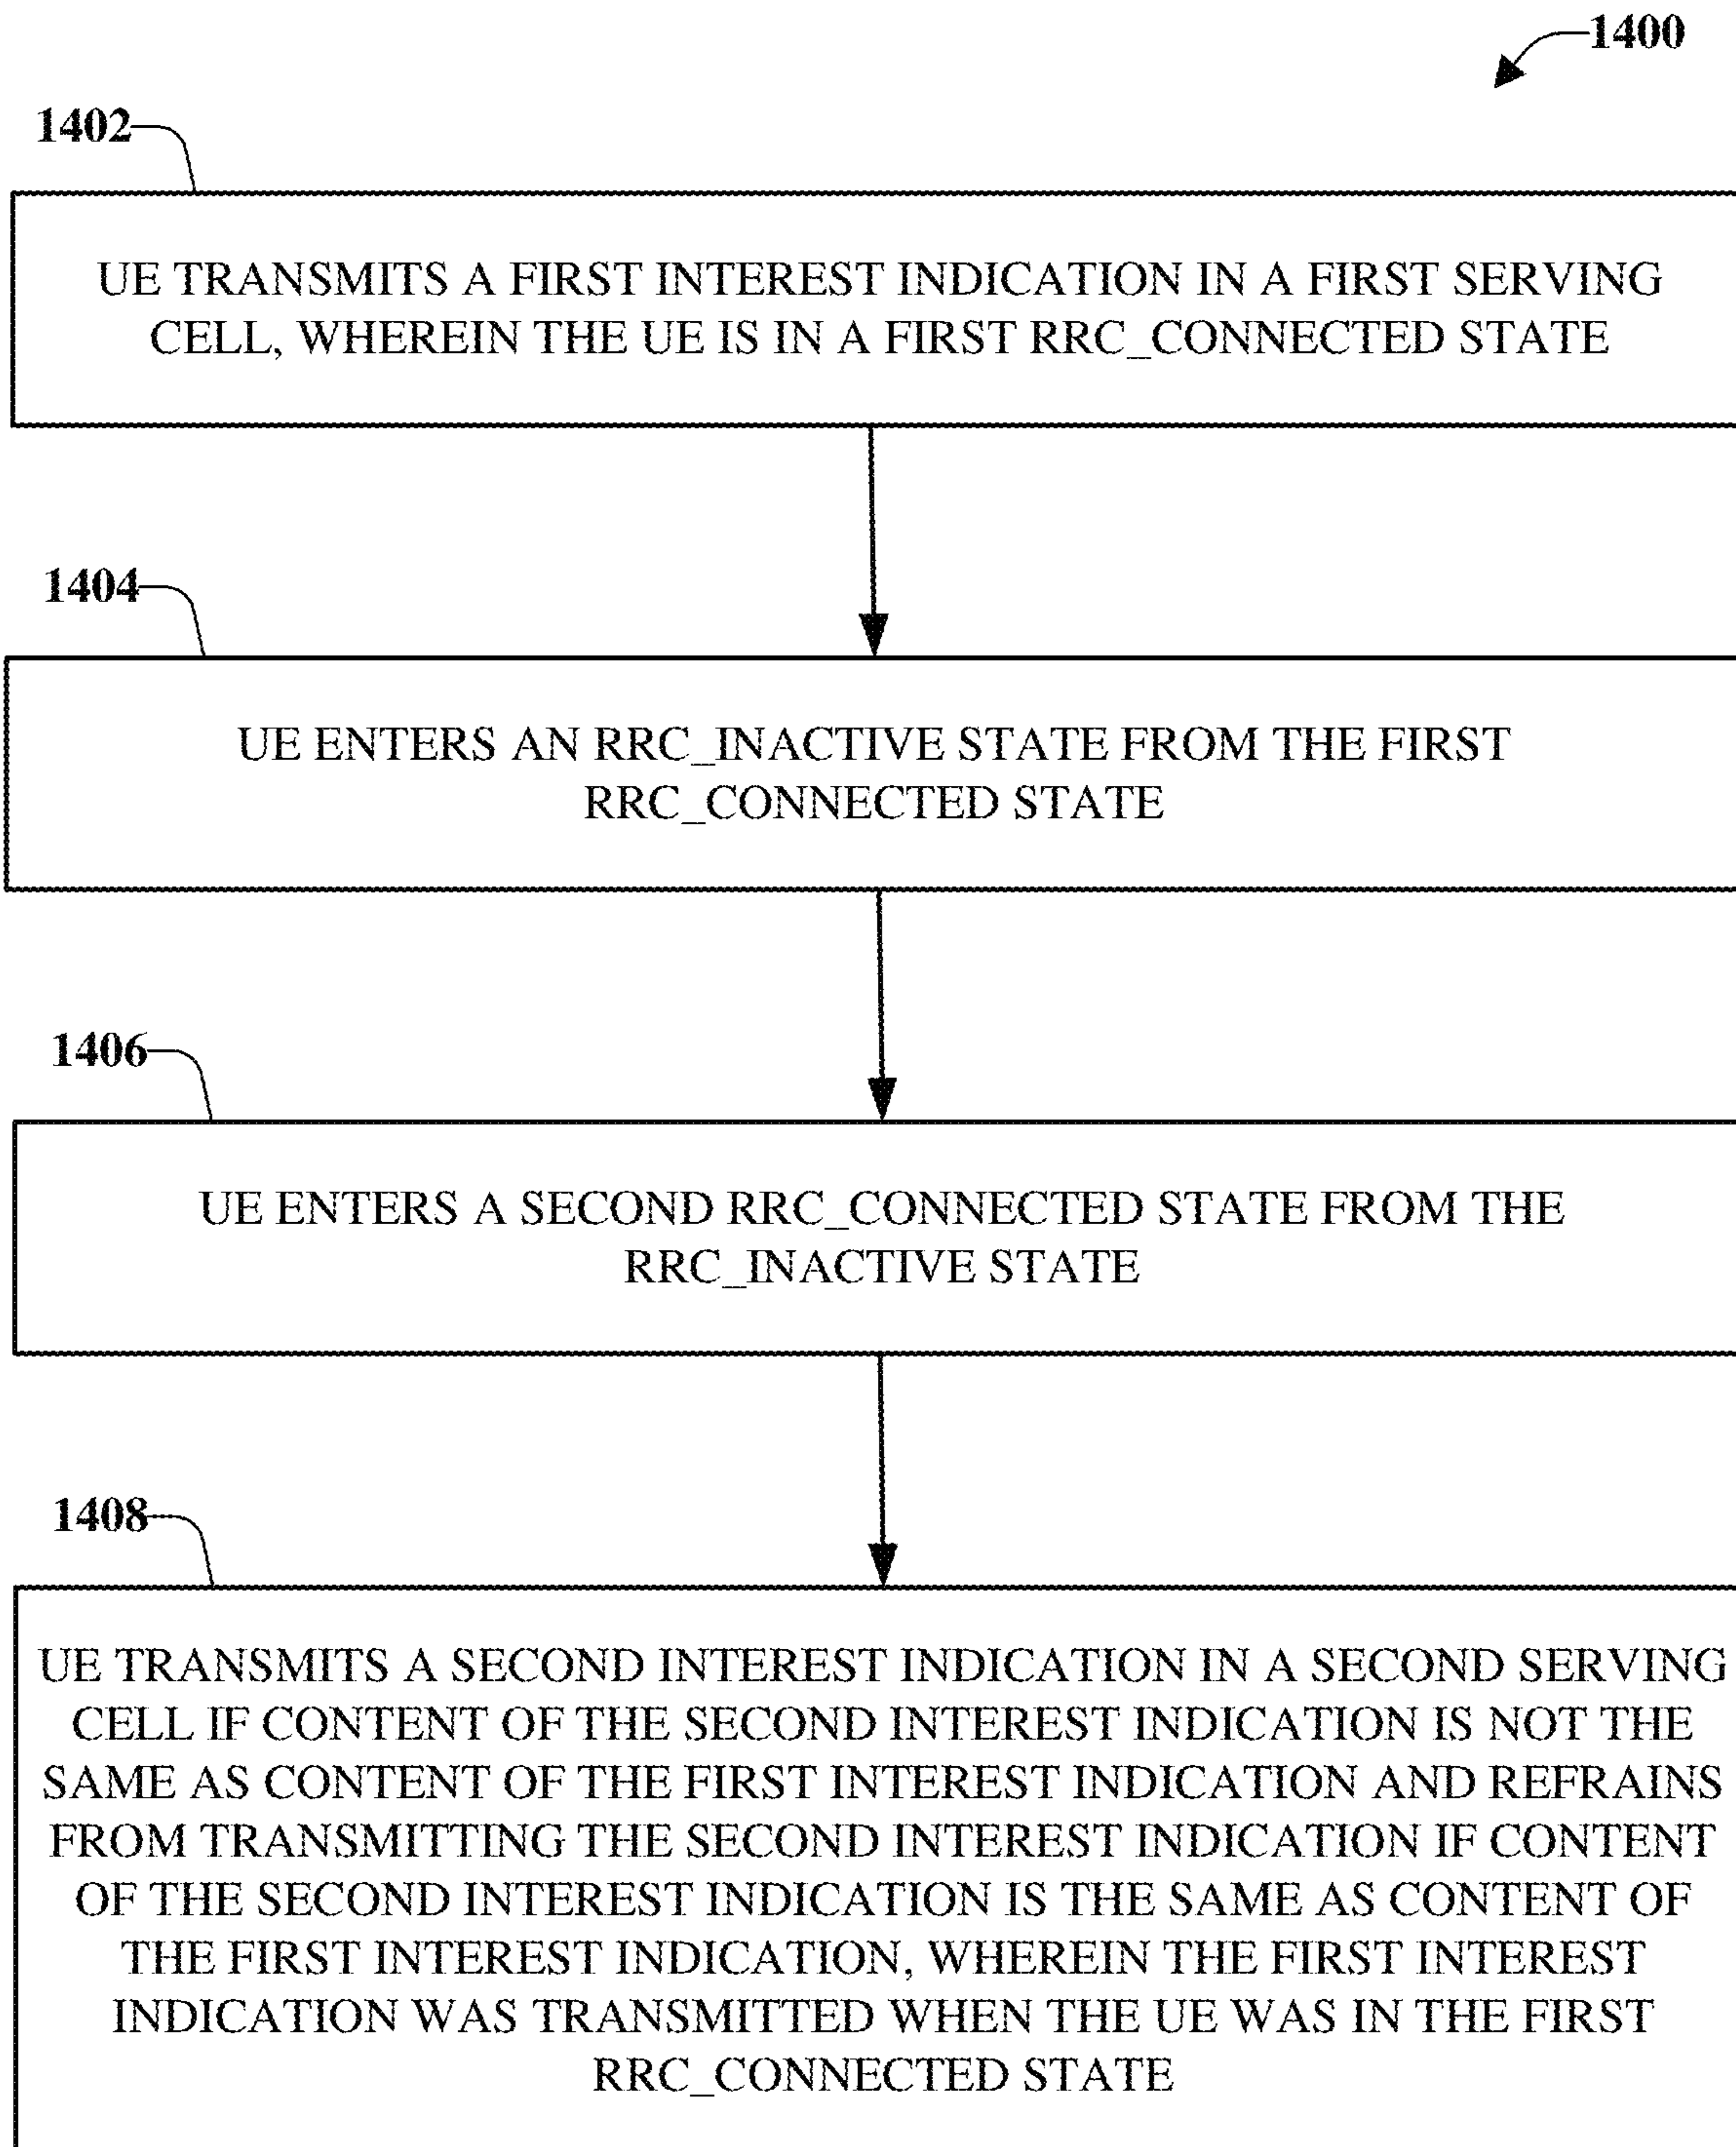 1400
1402
UE TRANSMITS A FIRST INTEREST INDICATION IN A FIRST SERVING
CELL, WHEREIN THE UE IS IN A FIRST RRC_CONNECTED STATE
1404
UE ENTERS AN RRC_INACTIVE STATE FROM THE FIRST
RRC_CONNECTED STATE
1406
UE ENTERS A SECOND RRC_CONNECTED STATE FROM THE
RRC_INACTIVE STATE
1408
UE TRANSMITS A SECOND INTEREST INDICATION IN A SECOND SERVING
CELL IF CONTENT OF THE SECOND INTEREST INDICATION IS NOT THE
SAME AS CONTENT OF THE FIRST INTEREST INDICATION AND REFRAINS
FROM TRANSMITTING THE SECOND INTEREST INDICATION IF CONTENT
OF THE SECOND INTEREST INDICATION IS THE SAME AS CONTENT OF
THE FIRST INTEREST INDICATION, WHEREIN THE FIRST INTEREST
INDICATION WAS TRANSMITTED WHEN THE UE WAS IN THE FIRST
RRC_CONNECTED STATE